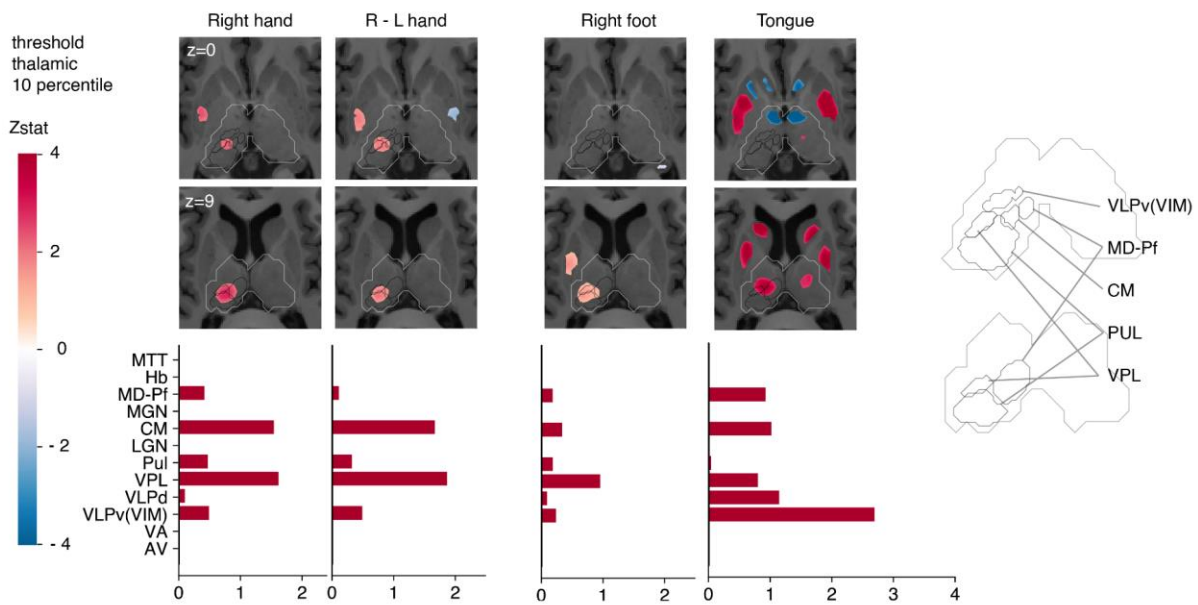 Right hand
R - L hand
Right foot
Tongue
threshold
thalamic
10 percentile
Zstat
4
2
0
- 2
- 4
z=0
z=9
VLPv(VIM)
MD-Pf
CM
PUL
VPL
MTT
Hb
MD-Pf
MGN
CM
LGN
Pul
VPL
VLPd
VLPv(VIM)
VA
AV
0 1 2
0 1 2
0 1 2
0 1 2 3 4